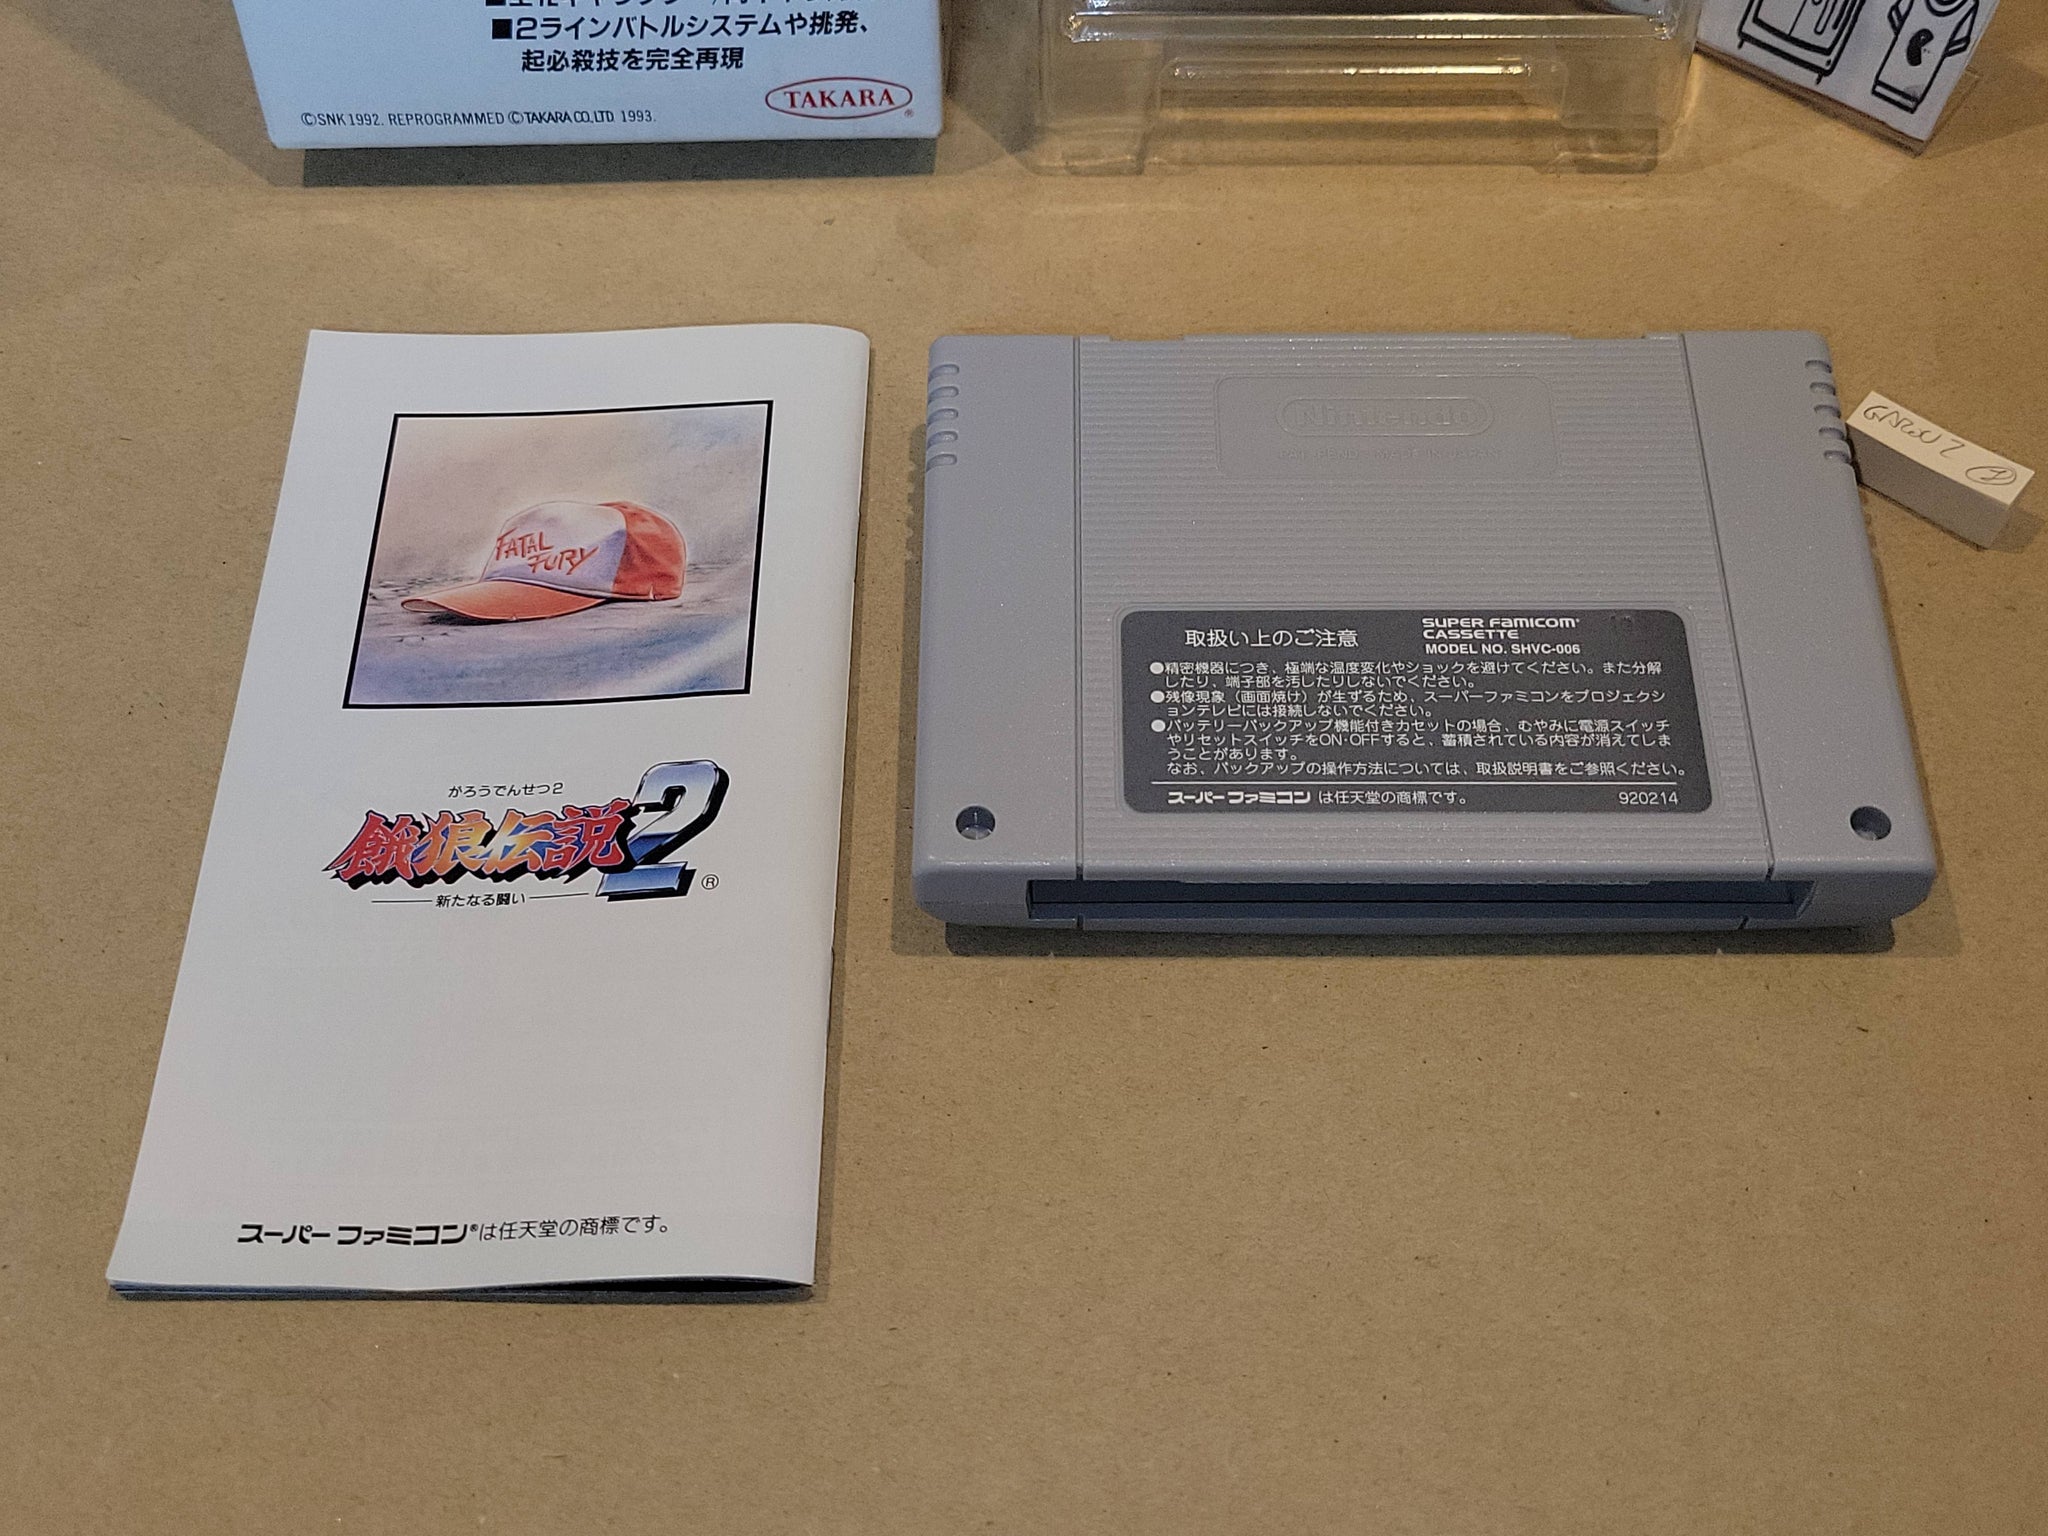 ■2ラインバトルシステムや挑発、
起必殺技を完全再現
TAKARA®
©SNK 1992. REPROGRAMMED ©TAKARA CO.,LTD. 1993.
FATAL
FURY
がろうでんせつ2
餓狼伝説2®
新たなる闘い
スーパーファミコン®は任天堂の商標です。
Nintendo
PAT. PEND. MADE IN JAPAN
GAROU 2
取扱い上のご注意
SUPER FAMICOM®
CASSETTE
MODEL NO. SHVC-006
●精密機器につき、極端な温度変化やショックを避けてください。また分解
したり、端子部を汚したりしないでください。
●残像現象（画面焼け）が生ずるため、スーパーファミコンをプロジェクシ
ョンテレビには接続しないでください。
●バッテリーバックアップ機能付きカセットの場合、むやみに電源スイッチ
やリセットスイッチをON·OFFすると、蓄積されている内容が消えてしま
うことがあります。
なお、バックアップの操作方法については、取扱説明書をご参照ください。
スーパーファミコン は任天堂の商標です。
920214